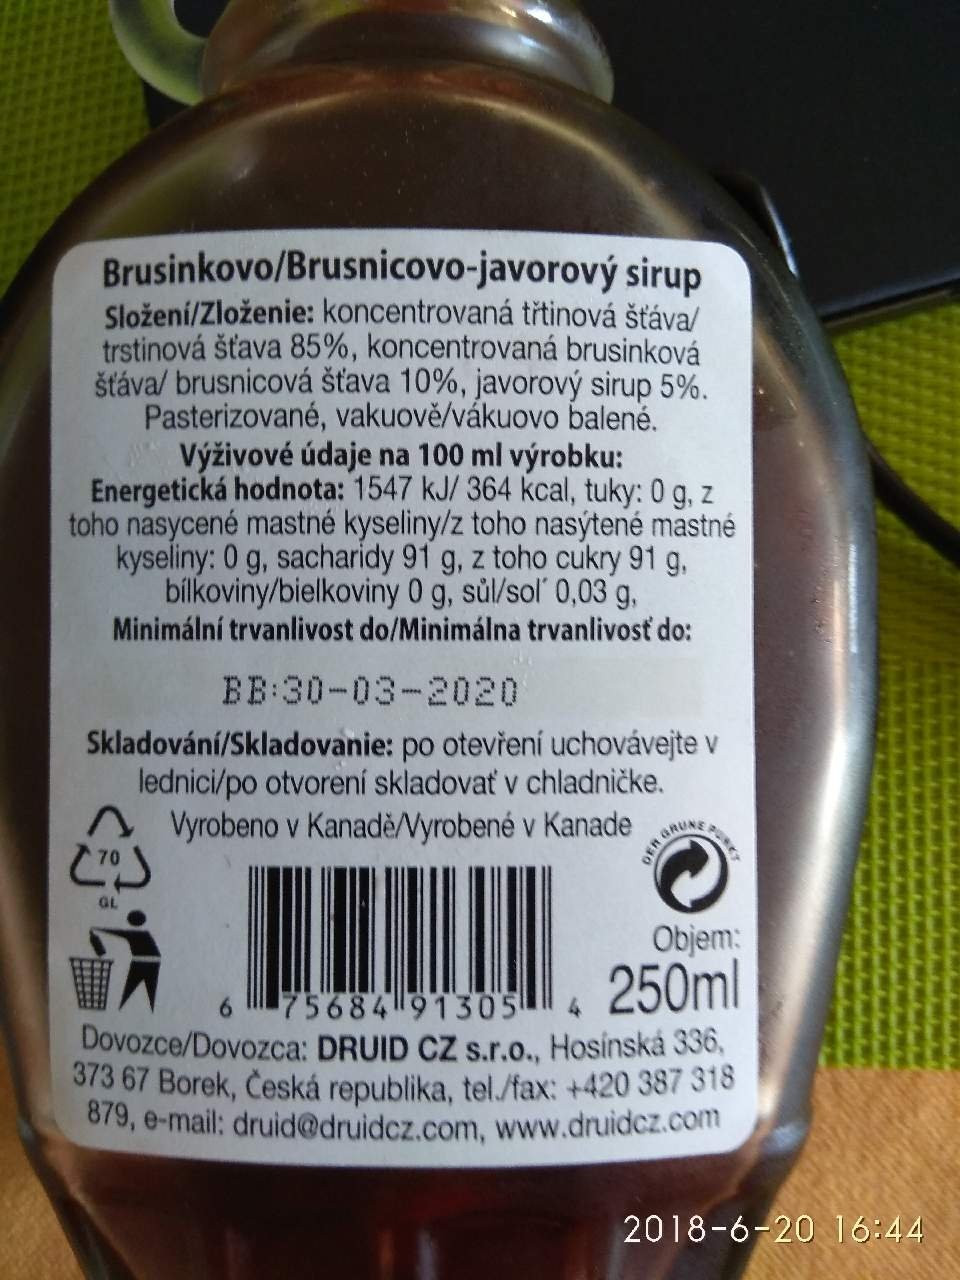 Brusinkovo/Brusnicovo-javorový sirup
Složení/Zloženie: koncentrovaná třtinová šťáva/
trstinová šťava 85%, koncentrovaná brusinková
šťáva/ brusnicová šťava 10%, javorový sirup 5%.
Pasterizované, vakuově/vákuovo balené.
Výživové údaje na 100 ml výrobku:
Energetická hodnota: 1547 kJ/ 364 kcal, tuky: 0 g, z
toho nasycené mastné kyseliny/z toho nasýtené mastné
kyseliny: 0 g, sacharidy 91 g, z toho cukry 91 g,
bílkoviny/bielkoviny 0 g, sůl/sol´ 0,03 g,
Minimální trvanlivost do/Minimálna trvanlivosť do:
BB:30-03-2020
Skladování/Skladovanie: po otevření uchovávejte v
lednici/po otvorení skladovať v chladničke.
Vyrobeno v Kanadě/Vyrobené v Kanade
70
GL
DER GRÜNE PUNKT
Objem:
250ml
6 75684 91305 4
Dovozce/Dovozca: DRUID CZ s.r.o., Hosínská 336,
373 67 Borek, Česká republika, tel./fax: +420 387 318
879, e-mail: druid@druidcz.com, www.druidcz.com
2018-6-20 16:44